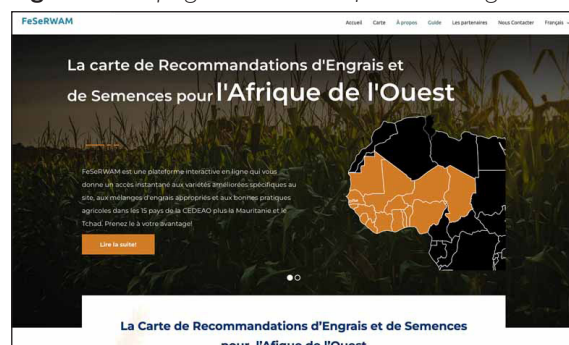 FeSeRWAM
Accueil Carte À propos Guide Les partenaires Nous Contacter Français
La carte de Recommandations d'Engrais et
de Semences pour l'Afrique de l'Ouest
FeSeRWAM est une plateforme interactive en ligne qui vous
donne un accès instantané aux variétés améliorées spécifiques au
site, aux mélanges d'engrais appropriés et aux bonnes pratiques
agricoles dans les 15 pays de la CEDEAO plus la Mauritanie et le
Tchad. Prenez le à votre avantage!
Lire la suite!
La Carte de Recommandations d'Engrais et de Semences
pour l'Afique de l'Ouest